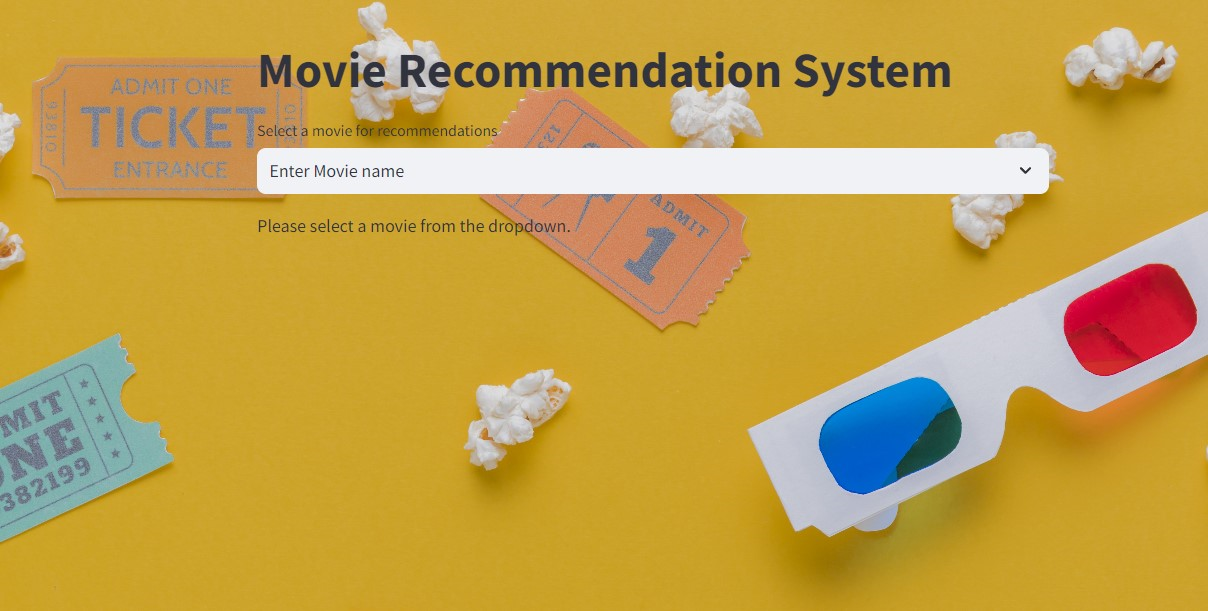 Movie Recommendation System
ADMIT ONE
TICKET
ENTRANCE
Select a movie for recommendations
Enter Movie name
Please select a movie from the dropdown.
ADMIT
1
MIT
ONE
382199